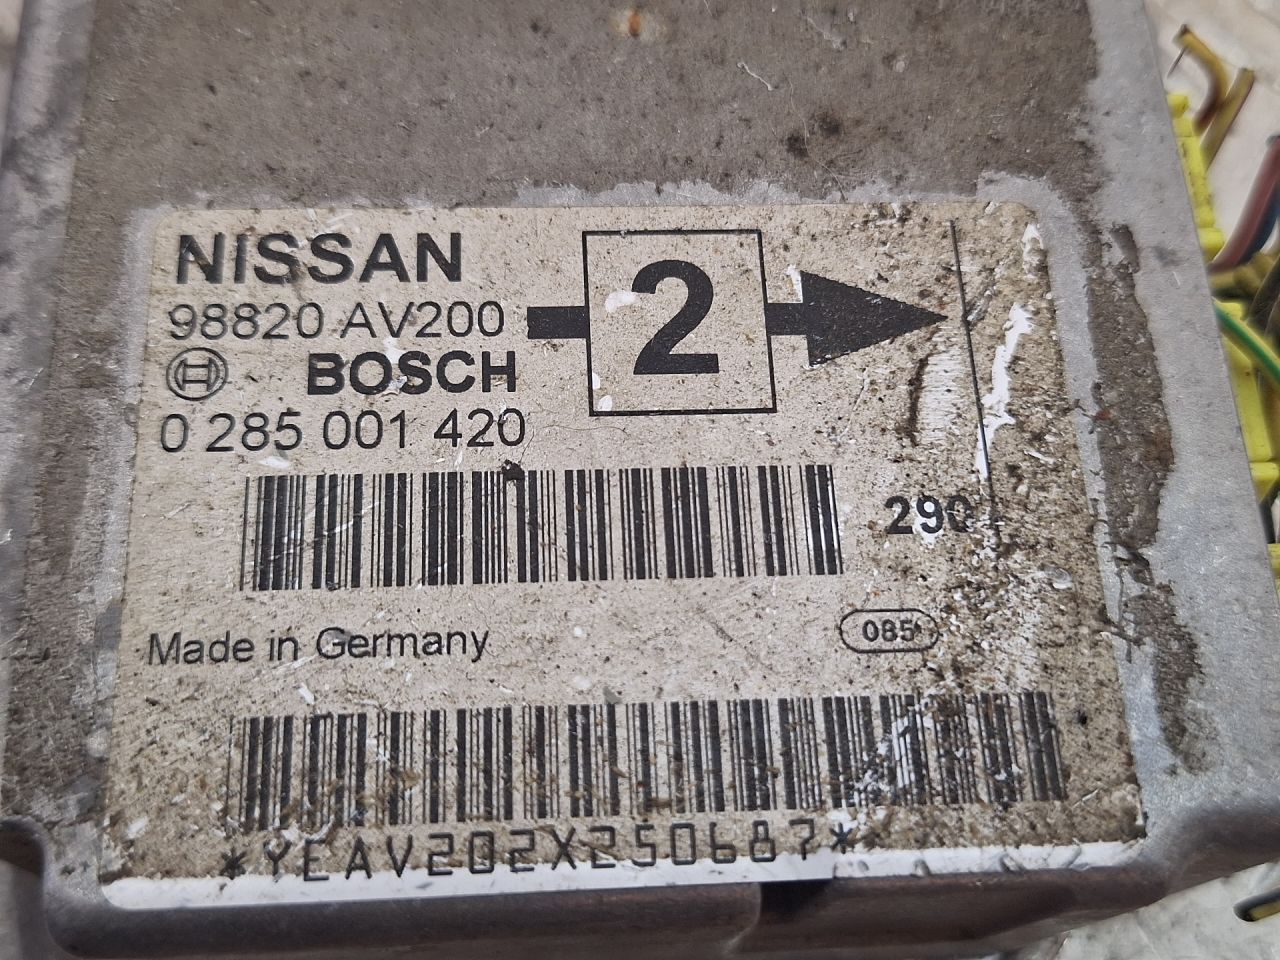 NISSAN
98820 AV200
2
BOSCH
0 285 001 420
290
Made in Germany
085
*YEAV202X250687*